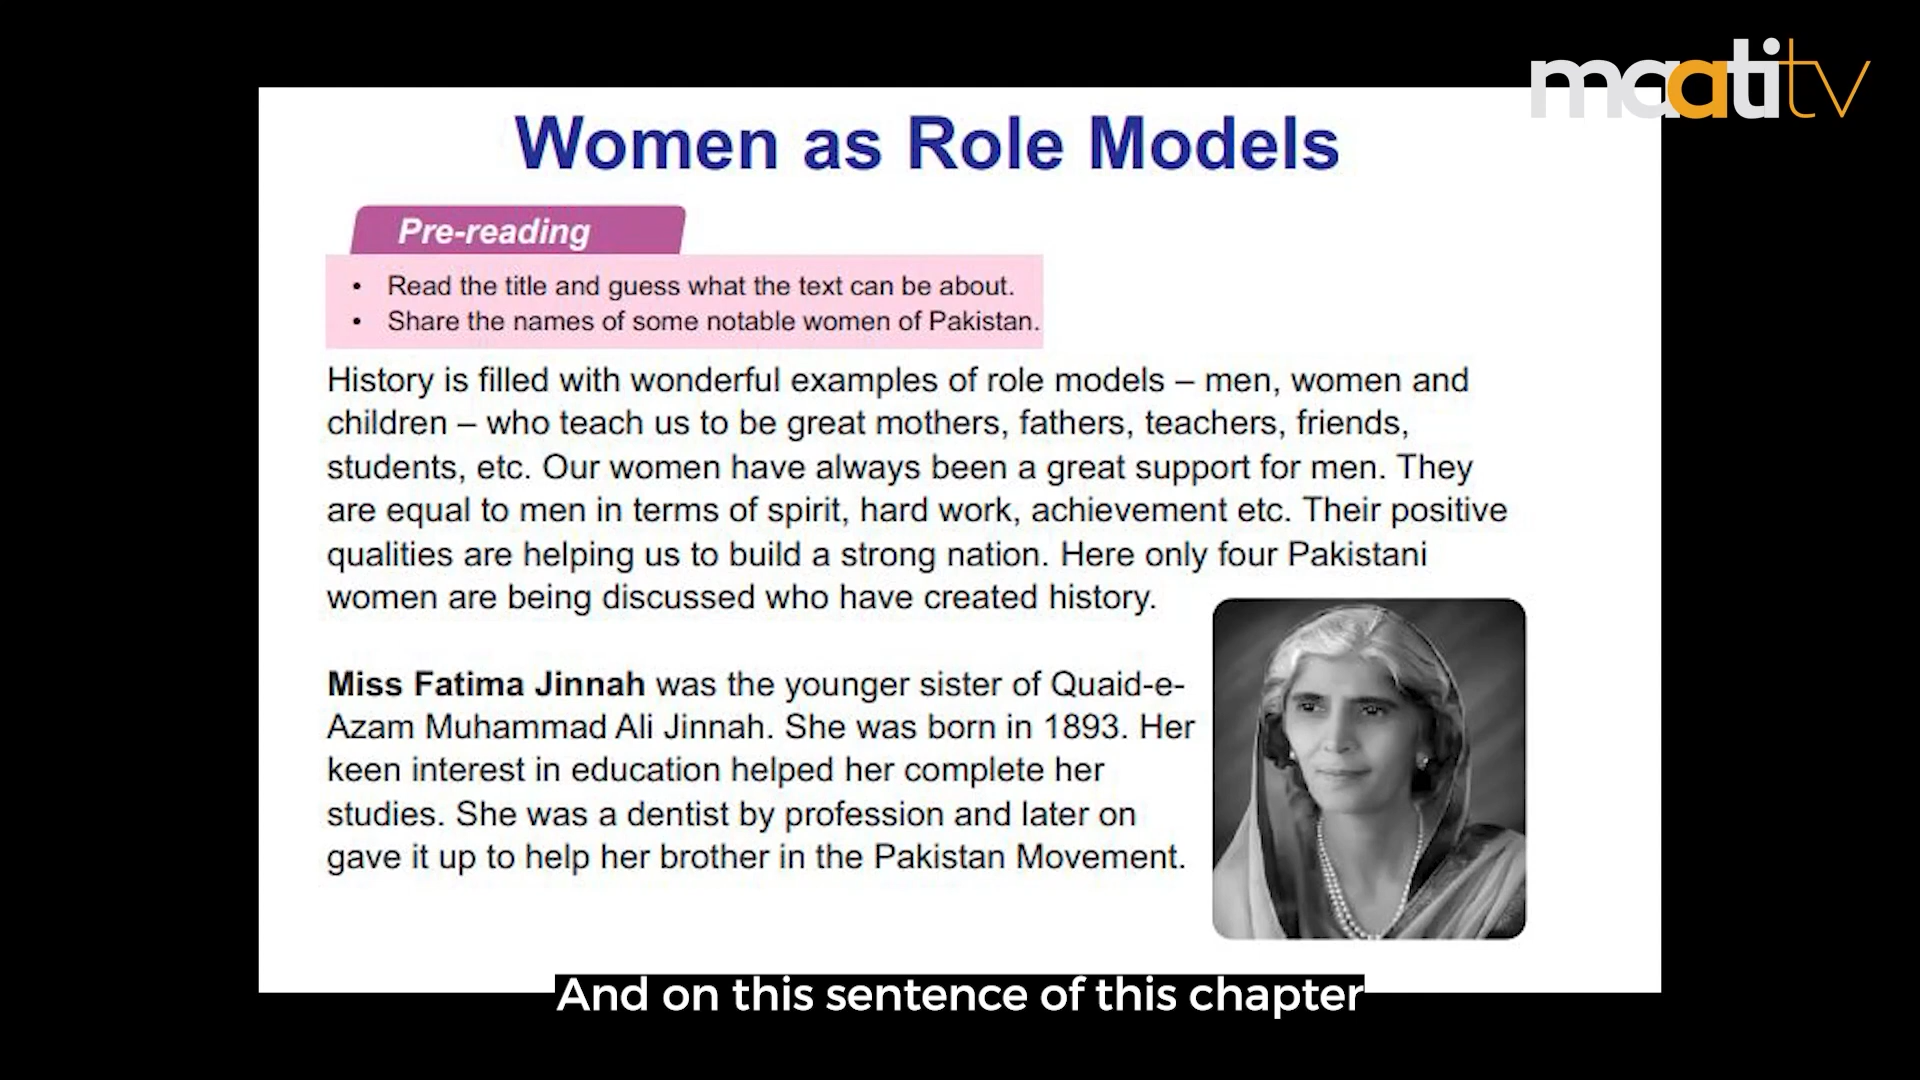 maatitv
Women as Role Models
Pre-reading
• Read the title and guess what the text can be about.
• Share the names of some notable women of Pakistan.
History is filled with wonderful examples of role models – men, women and
children – who teach us to be great mothers, fathers, teachers, friends,
students, etc. Our women have always been a great support for men. They
are equal to men in terms of spirit, hard work, achievement etc. Their positive
qualities are helping us to build a strong nation. Here only four Pakistani
women are being discussed who have created history.
Miss Fatima Jinnah was the younger sister of Quaid-e-
Azam Muhammad Ali Jinnah. She was born in 1893. Her
keen interest in education helped her complete her
studies. She was a dentist by profession and later on
gave it up to help her brother in the Pakistan Movement.
And on this sentence of this chapter